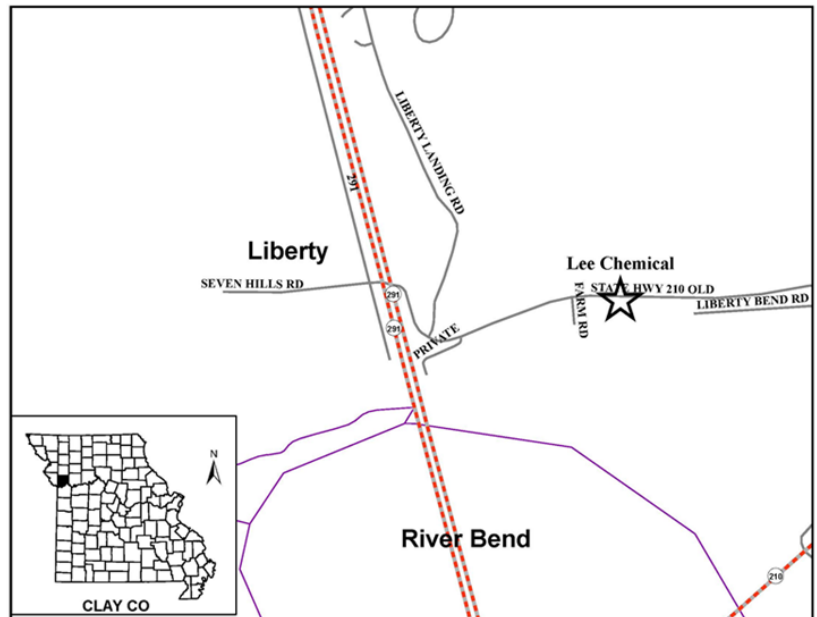 LIBERTY LANDING RD
291
Liberty
Lee Chemical
SEVEN HILLS RD
291
STATE HWY 210 OLD
FARM RD
LIBERTY BEND RD
291
PRIVATE
N
River Bend
210
CLAY CO